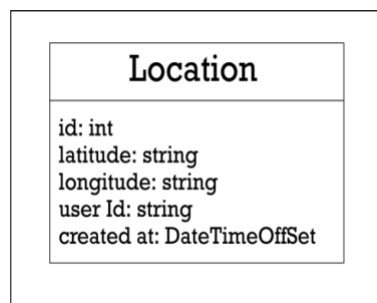 Location
id: int
latitude: string
longitude: string
user Id: string
created at: DateTimeOffSet